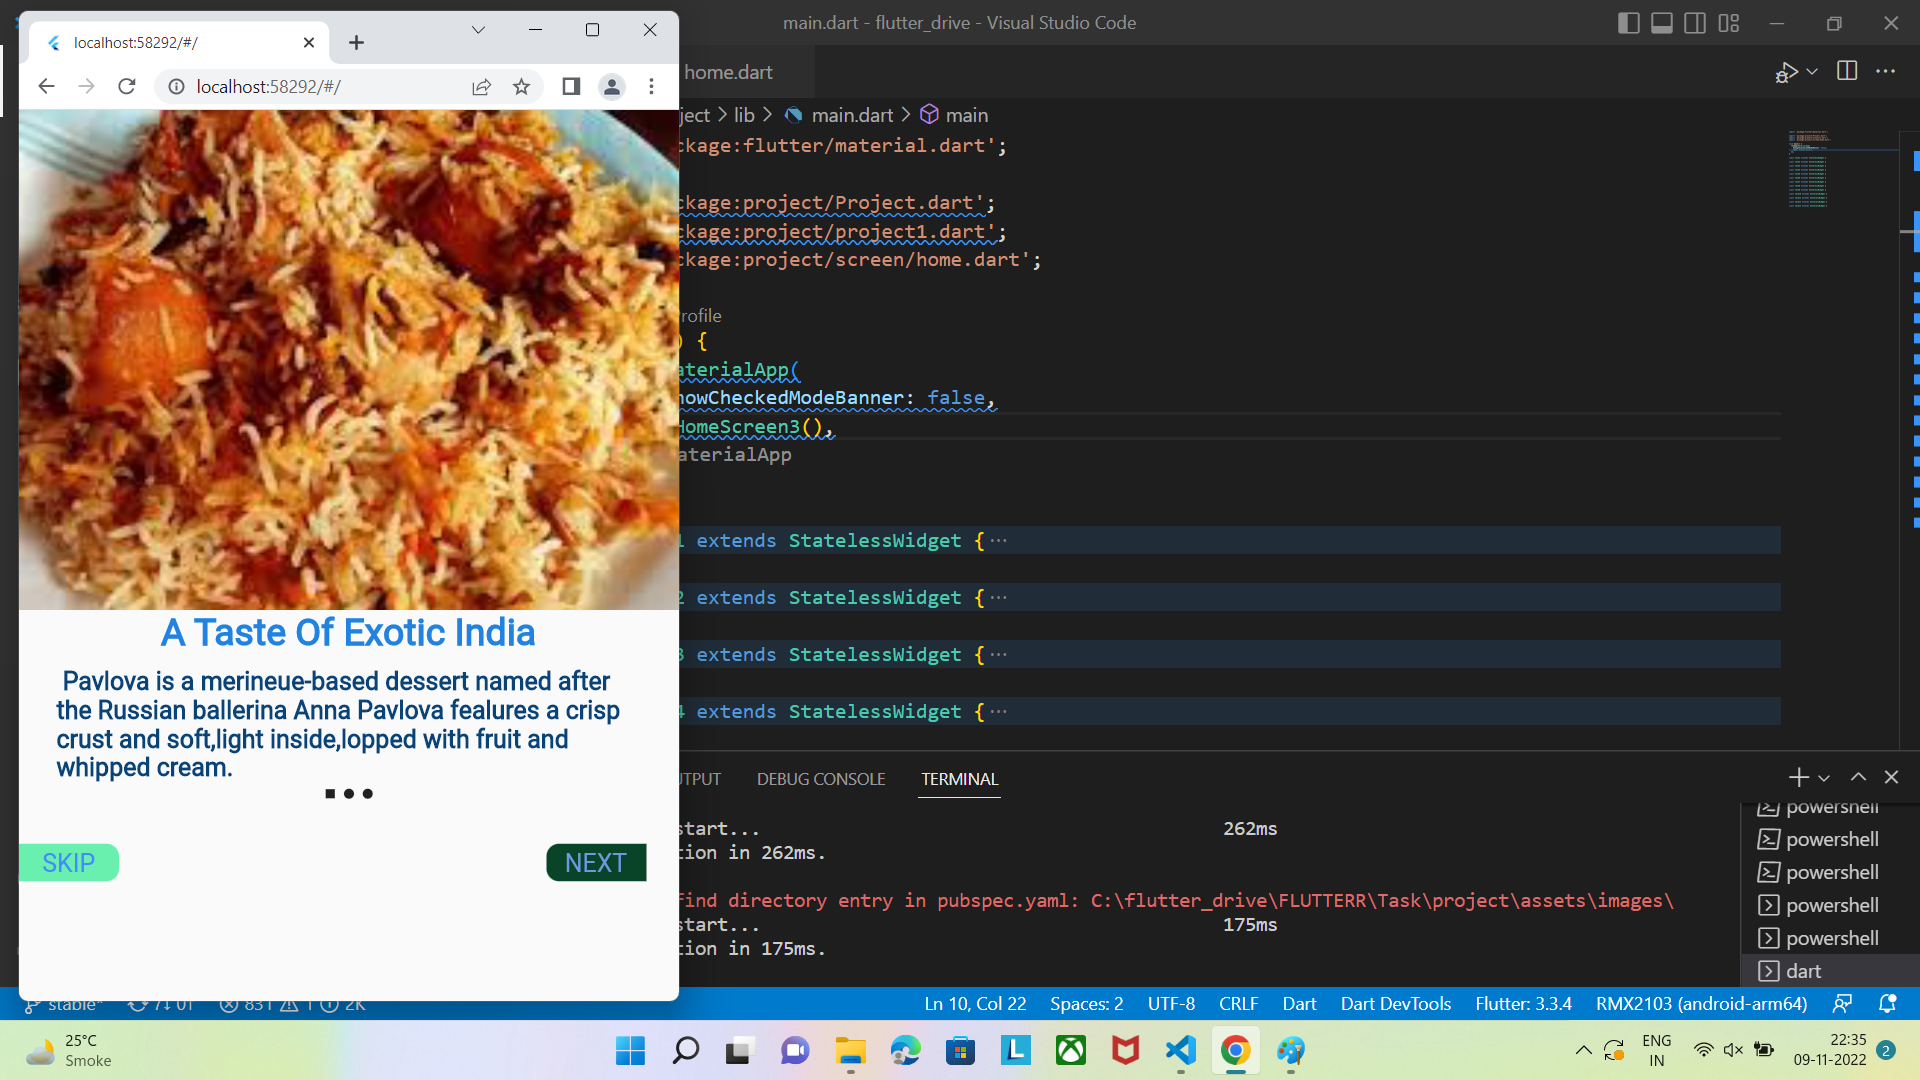 main.dart - flutter_drive - Visual Studio Code
localhost:58292/#/
localhost:58292/#/
home.dart
ject > lib > main.dart > main
ckage:flutter/material.dart';
ckage:project/Project.dart';
ckage:project/project1.dart';
ckage:project/screen/home.dart';
rofile
) {
aterialApp(
howCheckedModeBanner: false,
HomeScreen3(),
aterialApp
1 extends StatelessWidget {···
2 extends StatelessWidget {···
3 extends StatelessWidget {···
4 extends StatelessWidget {···
A Taste Of Exotic India
Pavlova is a merineue-based dessert named after
the Russian ballerina Anna Pavlova fealures a crisp
crust and soft,light inside,lopped with fruit and
whipped cream.
SKIP
NEXT
UTPUT DEBUG CONSOLE TERMINAL
start... 262ms
tion in 262ms.
find directory entry in pubspec.yaml: C:\flutter_drive\FLUTTERR\Task\project\assets\images\
start... 175ms
tion in 175ms.
powershell
powershell
powershell
powershell
powershell
dart
stable*
Ln 10, Col 22 Spaces: 2 UTF-8 CRLF Dart Dart DevTools Flutter: 3.3.4 RMX2103 (android-arm64)
25°C
Smoke
ENG
IN
22:35
09-11-2022
2